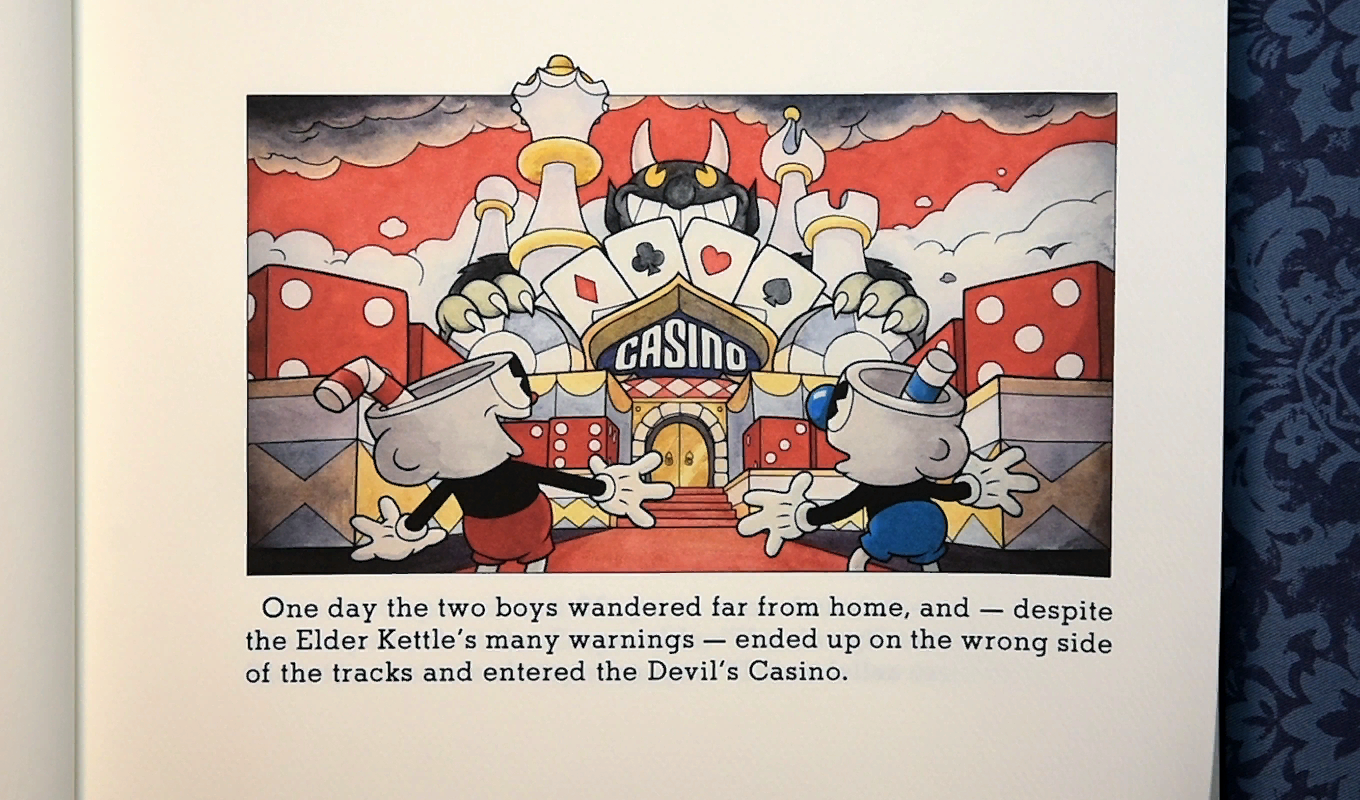 CASINO
One day the two boys wandered far from home, and — despite
the Elder Kettle's many warnings — ended up on the wrong side
of the tracks and entered the Devil's Casino.